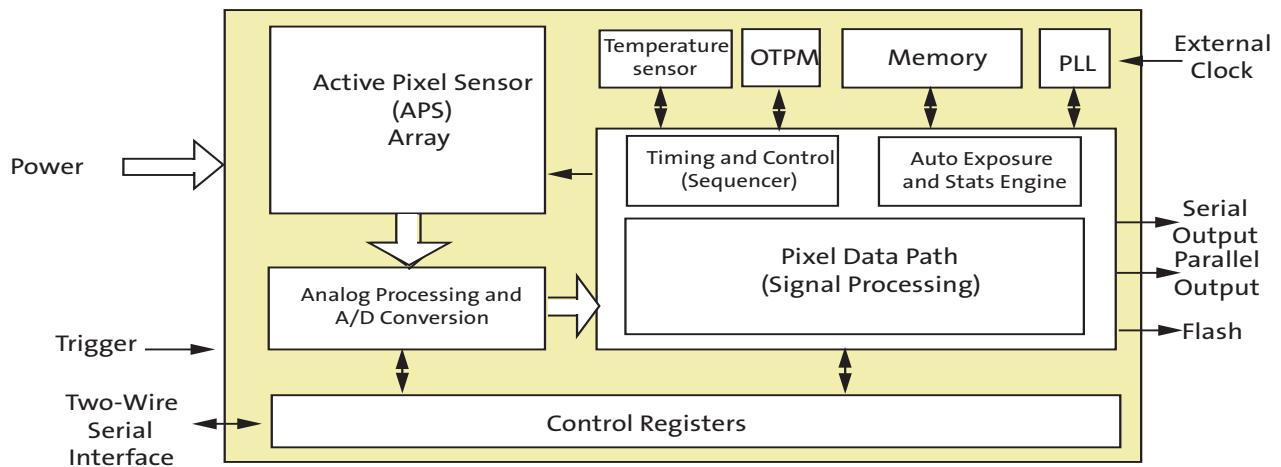 Power
Trigger
Two-Wire
Serial
Interface
Active Pixel Sensor
(APS)
Array
Analog Processing and
A/D Conversion
Temperature
sensor
OTPM
Memory
PLL
External
Clock
Timing and Control
(Sequencer)
Auto Exposure
and Stats Engine
Pixel Data Path
(Signal Processing)
Serial
Output
Parallel
Output
Flash
Control Registers